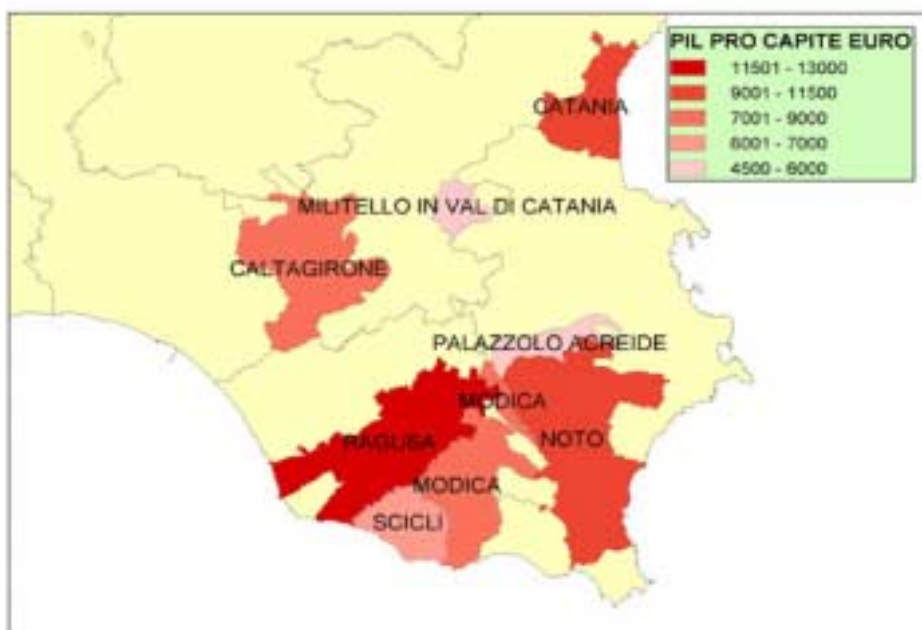 PIL PRO CAPITE EURO
11501 - 13000
9001 - 11500
7001 - 9000
6001 - 7000
4500 - 6000
CATANIA
MILITELLO IN VAL DI CATANIA
CALTAGIRONE
PALAZZOLO ACREIDE
MODICA
RAGUSA
NOTO
MODICA
SCICLI